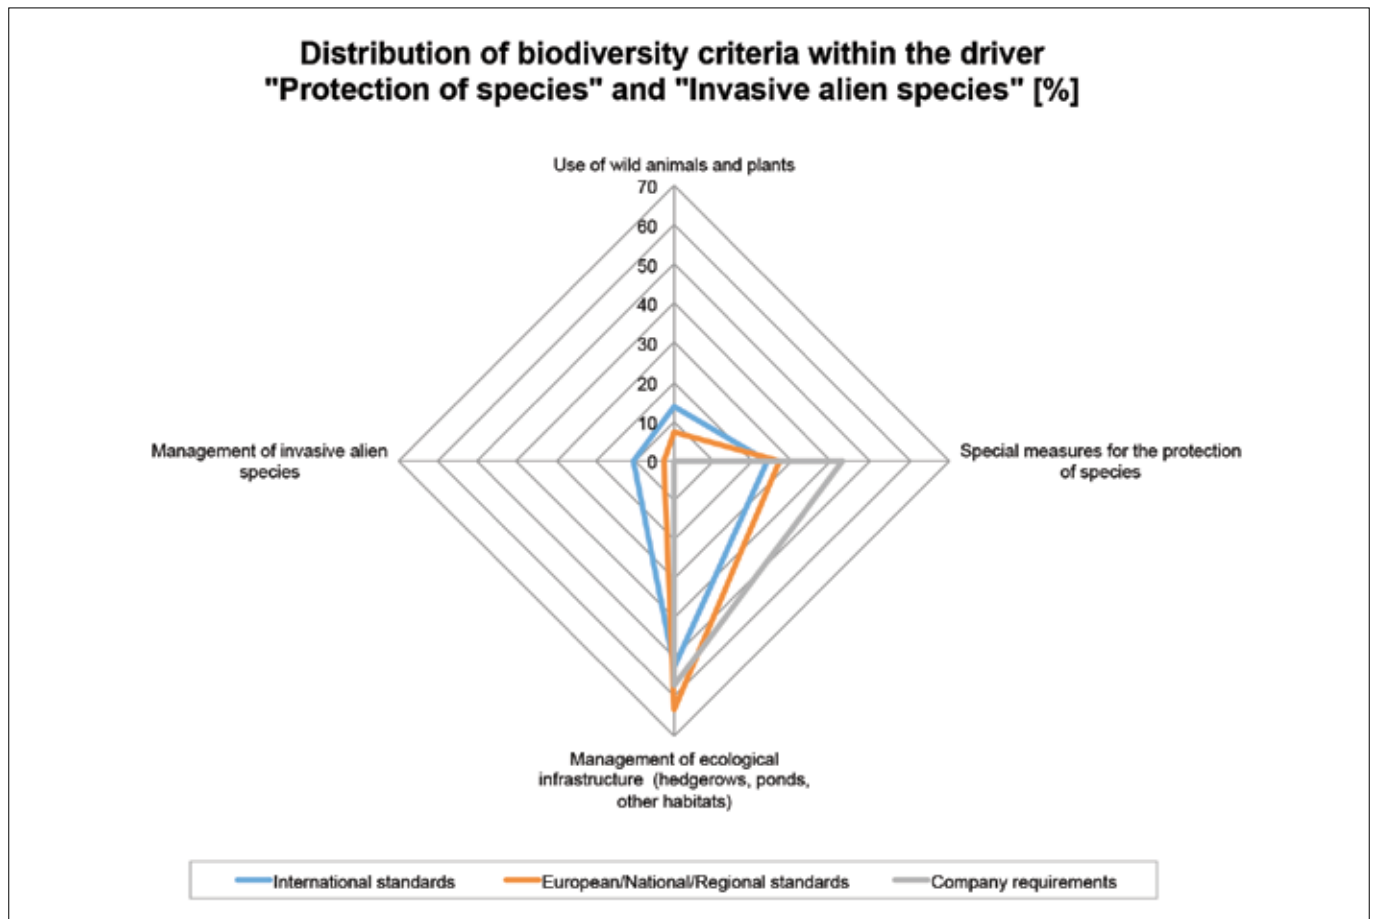 Distribution of biodiversity criteria within the driver
"Protection of species" and "Invasive alien species" [%]
Use of wild animals and plants
70
60
50
40
30
20
10
0
Management of invasive alien
species
Special measures for the protection
of species
Management of ecological
infrastructure (hedgerows, ponds,
other habitats)
International standards
European/National/Regional standards
Company requirements